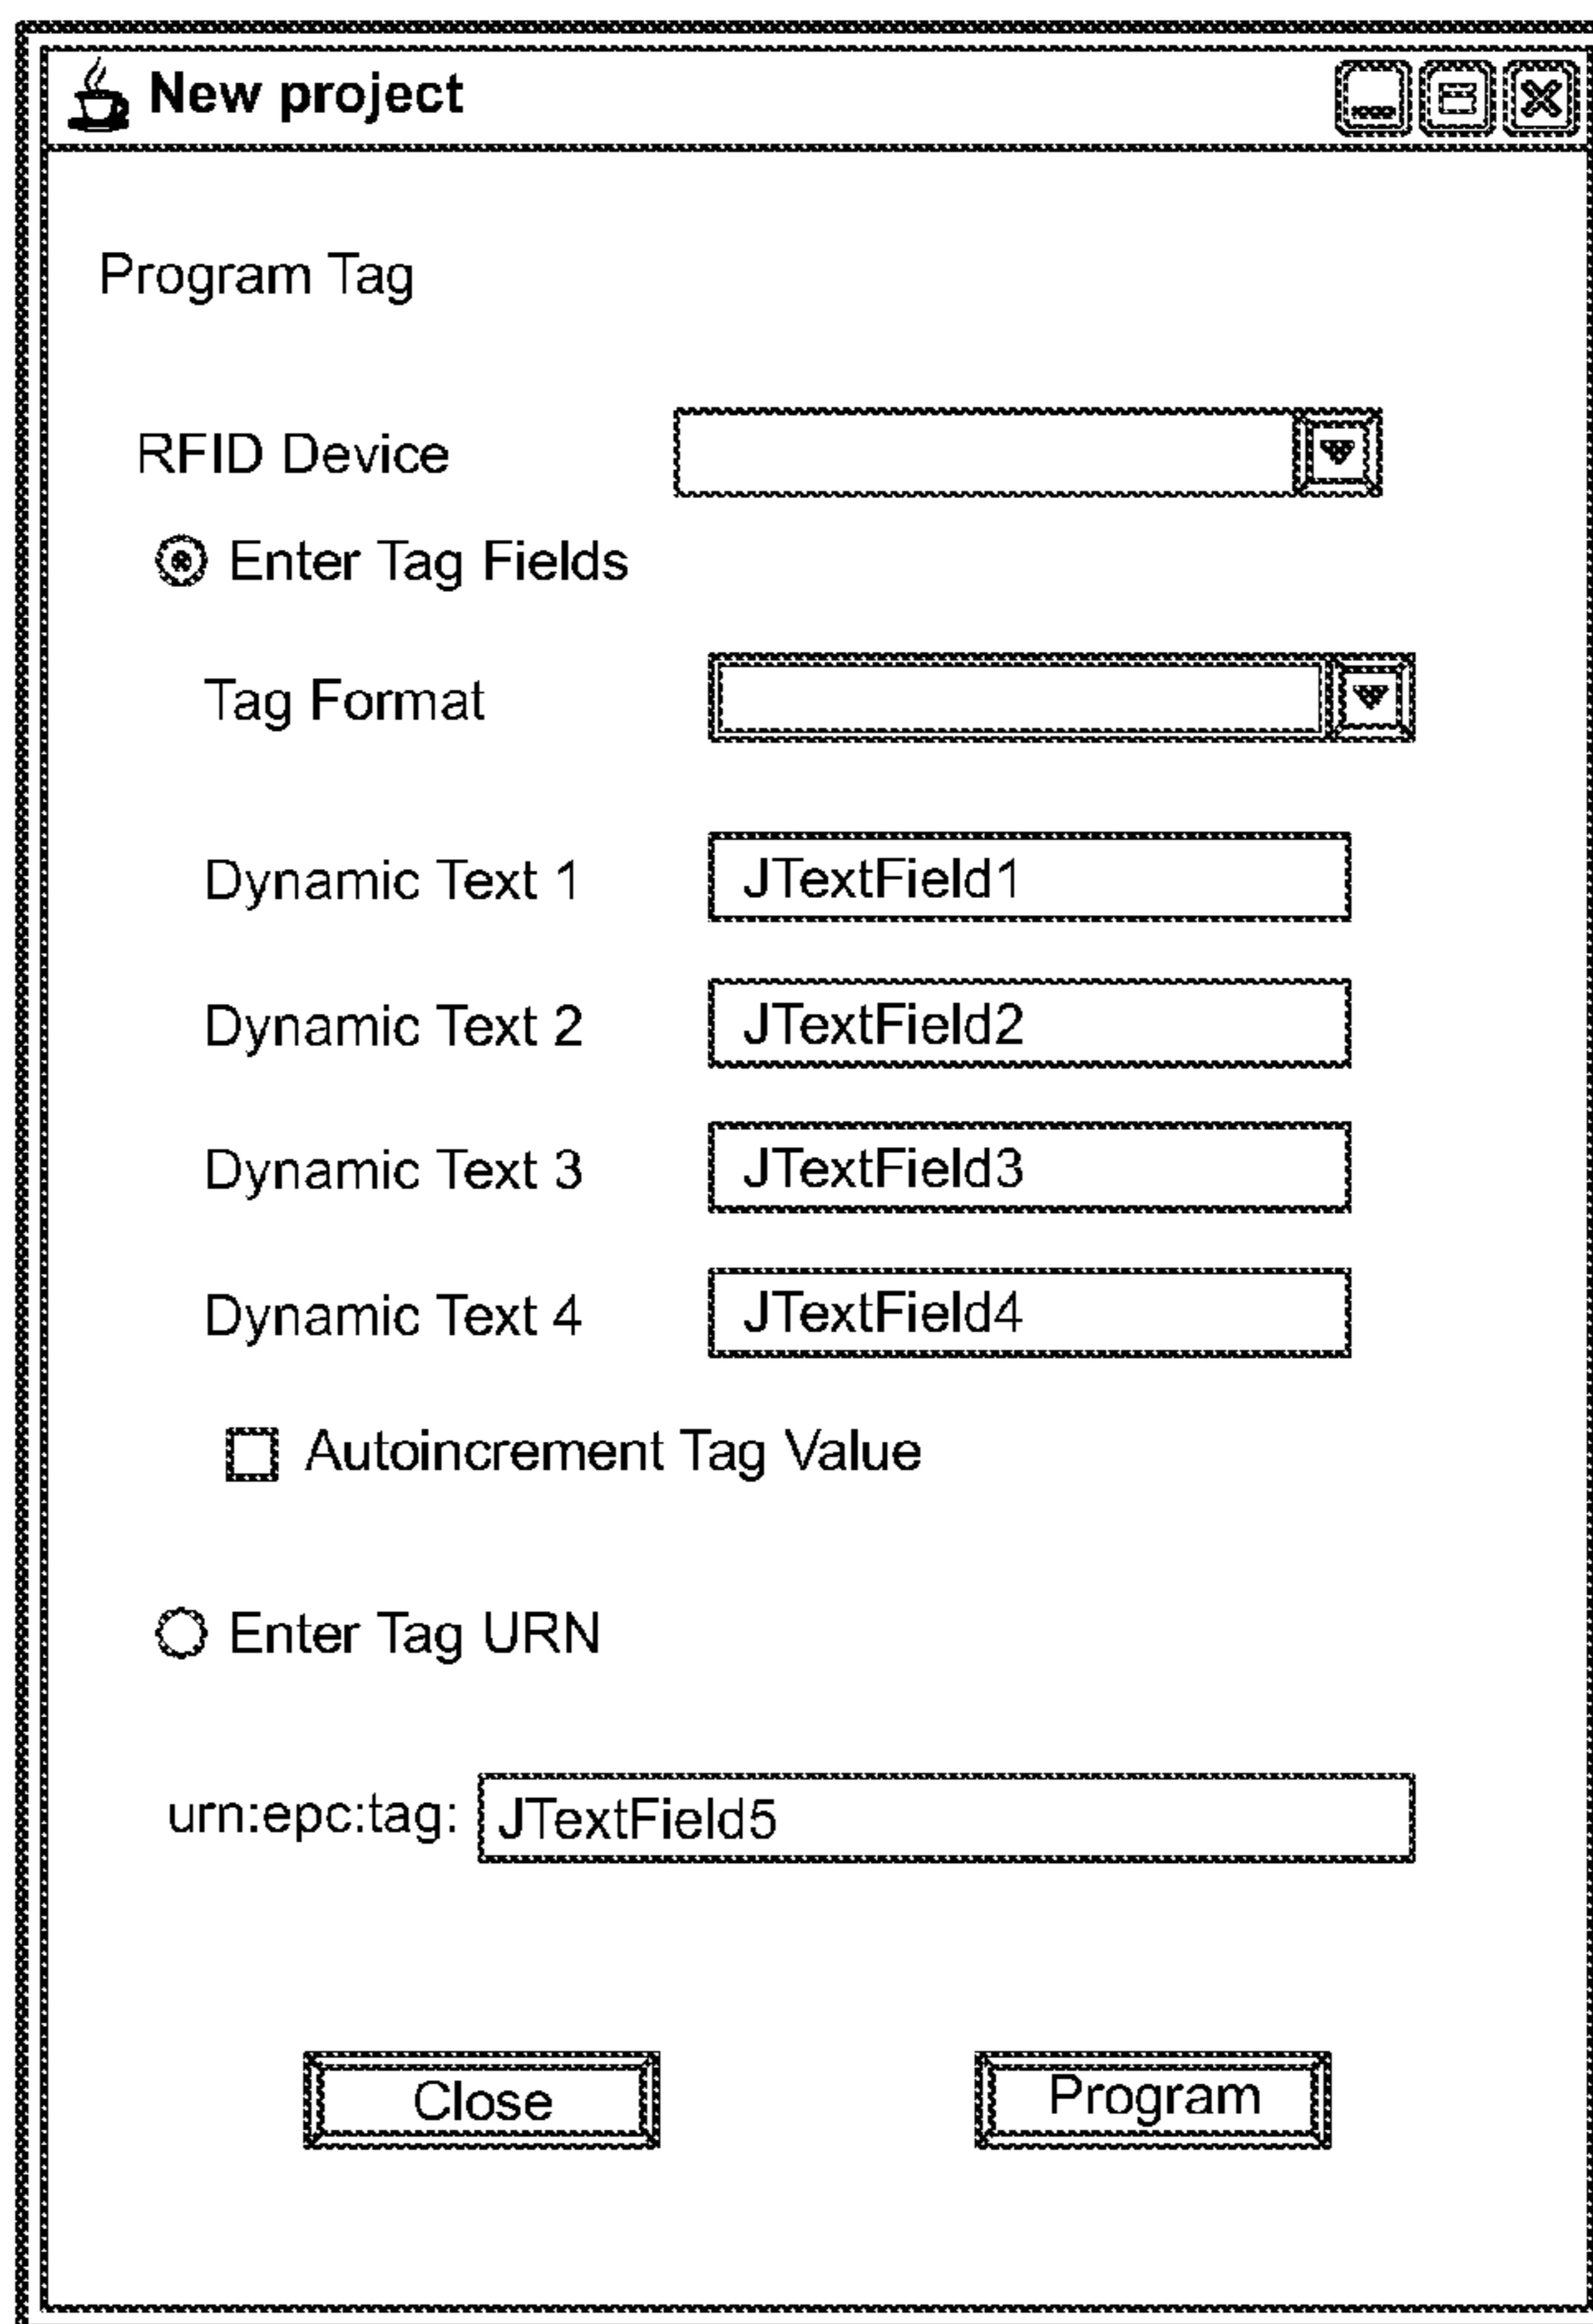 New project
Program Tag
RFID Device
Enter Tag Fields
Tag Format
Dynamic Text 1 JTextField1
Dynamic Text 2 JTextField2
Dynamic Text 3 JTextField3
Dynamic Text 4 JTextField4
Autoincrement Tag Value
Enter Tag URN
urn:epc:tag: JTextField5
Close Program